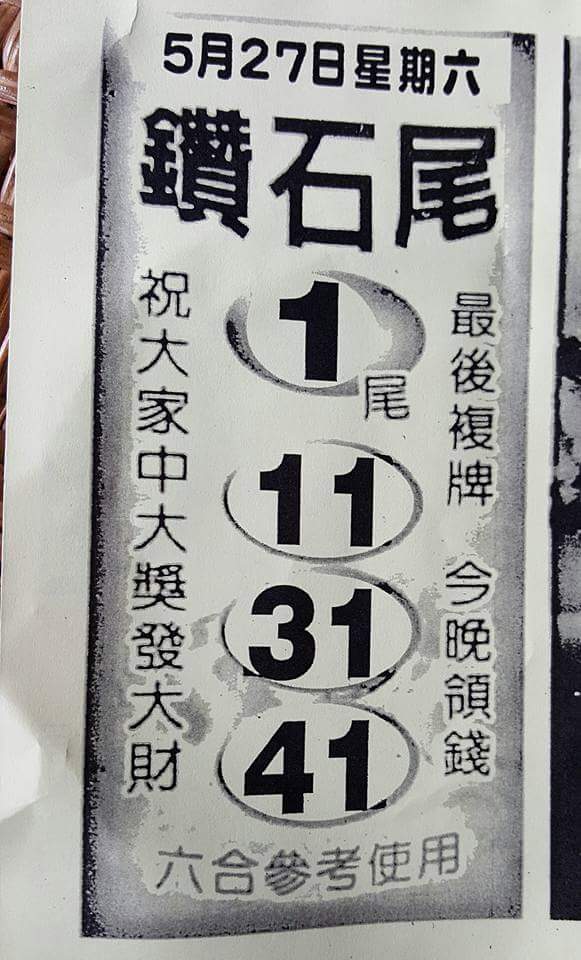 5月27日星期六
鑽石尾
最後複牌 今晚領錢
1尾
11
31
41
祝大家中大獎發大財
六合參考使用